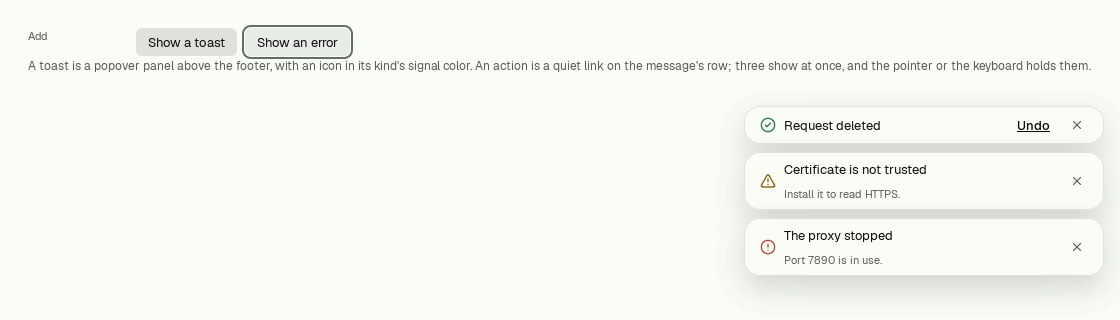 Add
Show a toast
Show an error
A toast is a popover panel above the footer, with an icon in its kind's signal color. An action is a quiet link on the message's row; three show at once, and the pointer or the keyboard holds them.
Request deleted
Undo
Certificate is not trusted
Install it to read HTTPS.
The proxy stopped
Port 7890 is in use.